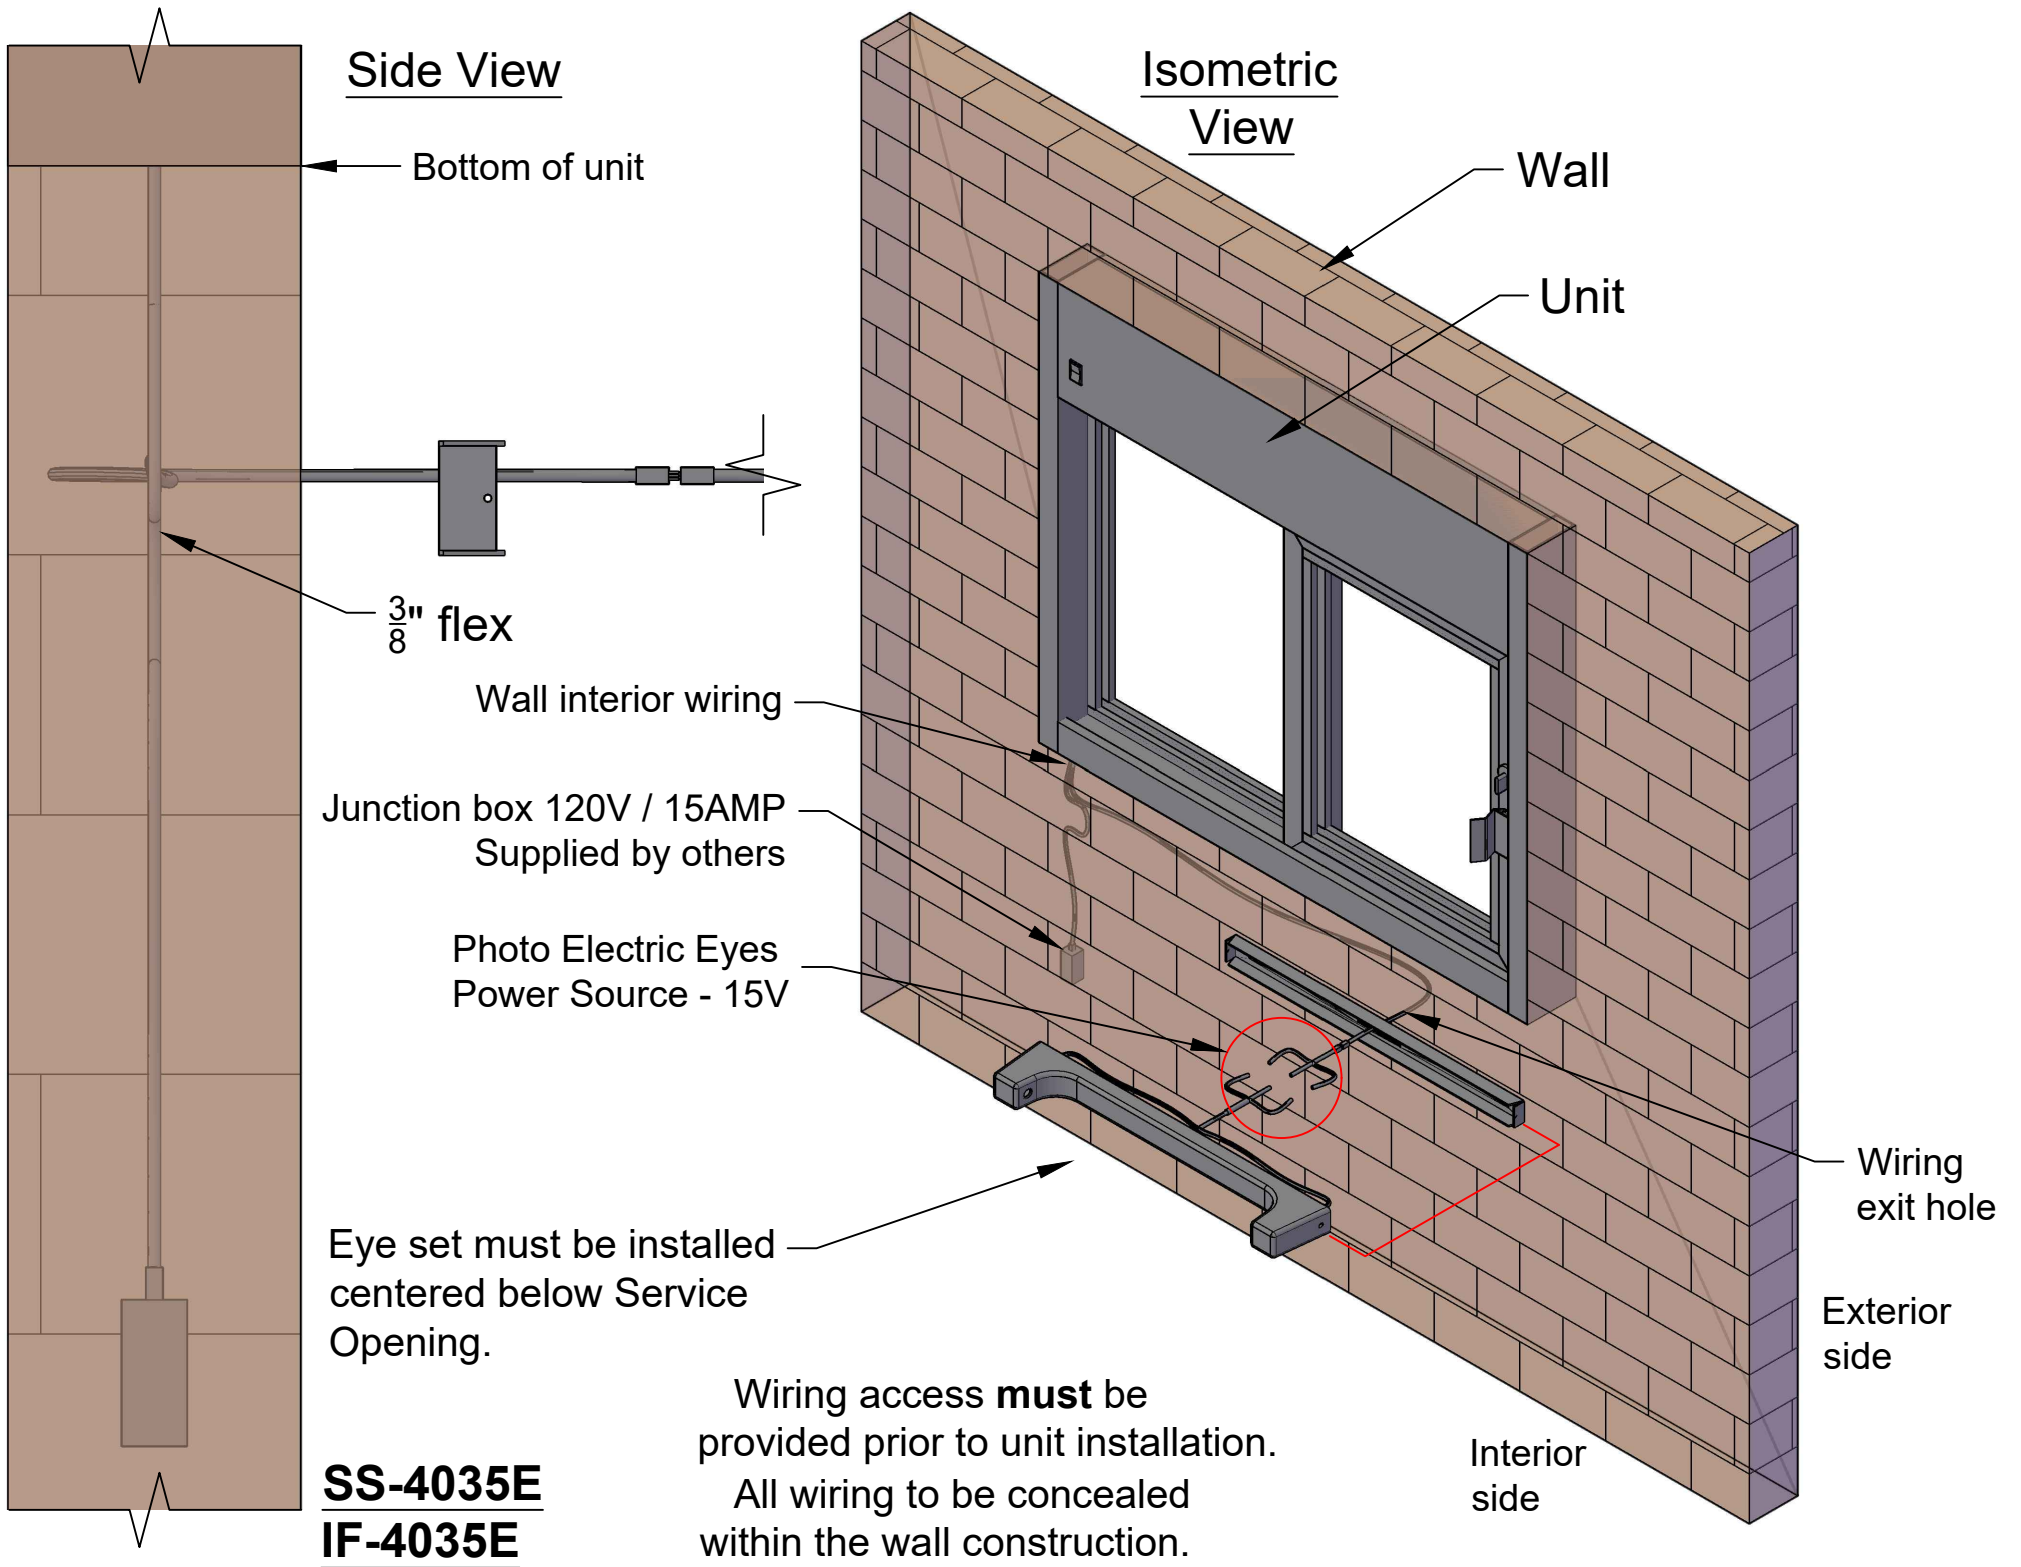 Side View
Isometric
View
Bottom of unit
Wall
Unit
3/8" flex
Wall interior wiring
Junction box 120V / 15AMP
Supplied by others
Photo Electric Eyes
Power Source - 15V
Wiring
exit hole
Eye set must be installed
centered below Service
Opening.
Exterior
side
Wiring access must be
provided prior to unit installation.
All wiring to be concealed
within the wall construction.
Interior
side
SS-4035E
IF-4035E